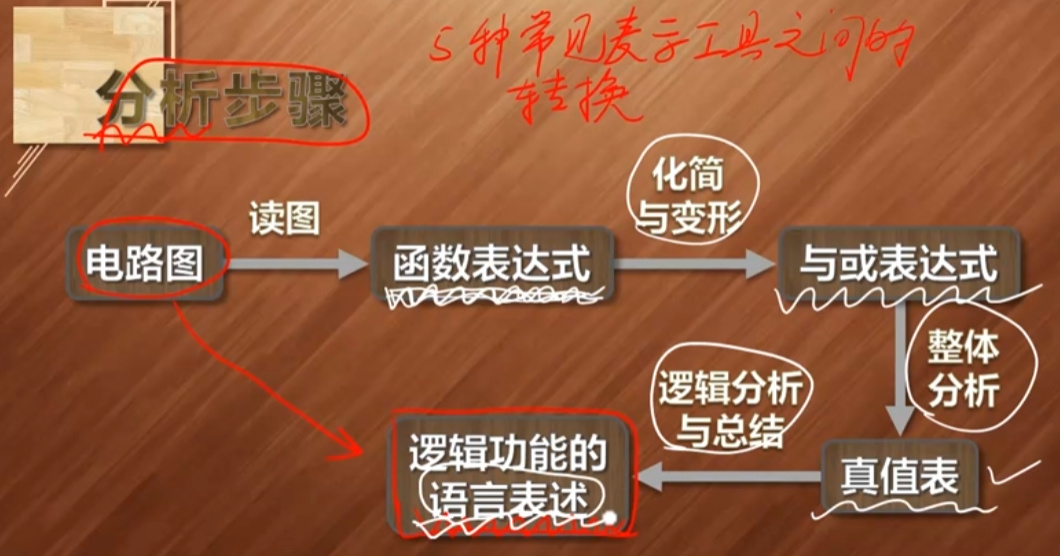 5种常见表示工具之间的
转换
分析步骤
读图
化简
与变形
电路图
函数表达式
与或表达式
整体
分析
逻辑分析
与总结
逻辑功能的
语言表述
真值表